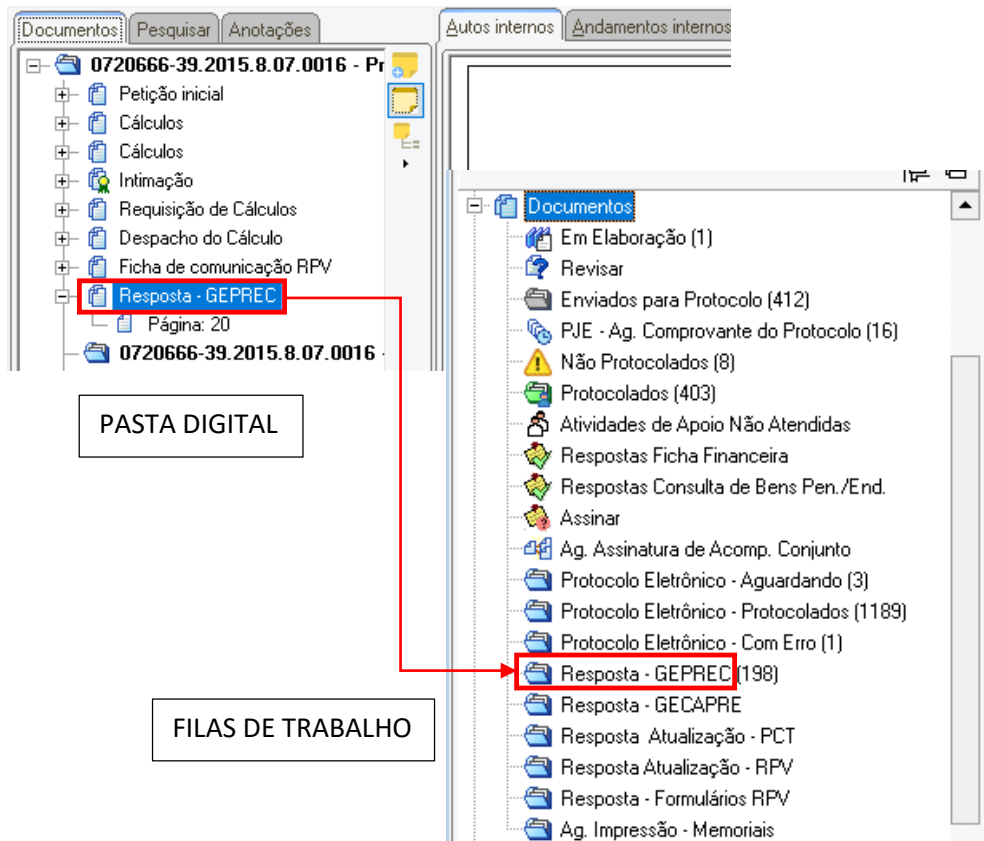 Documentos Pesquisar Anotações
0720666-39.2015.8.07.0016 - Pr
Petição inicial
Cálculos
Cálculos
Intimação
Requisição de Cálculos
Despacho do Cálculo
Ficha de comunicação RPV
Resposta - GEPREC
Página: 20
0720666-39.2015.8.07.0016 -
PASTA DIGITAL
Autos internos Andamentos internos
Documentos
Em Elaboração (1)
Revisar
Enviados para Protocolo (412)
PJE - Ag. Comprovante do Protocolo (16)
Não Protocolados (8)
Protocolados (403)
Atividades de Apoio Não Atendidas
Respostas Ficha Financeira
Respostas Consulta de Bens Pen./End.
Assinar
Ag. Assinatura de Acomp. Conjunto
Protocolo Eletrônico - Aguardando (3)
Protocolo Eletrônico - Protocolados (1189)
Protocolo Eletrônico - Com Erro (1)
Resposta - GEPREC (198)
Resposta - GECAPRE
Resposta Atualização - PCT
Resposta Atualização - RPV
Resposta - Formulários RPV
Ag. Impressão - Memoriais
FILAS DE TRABALHO